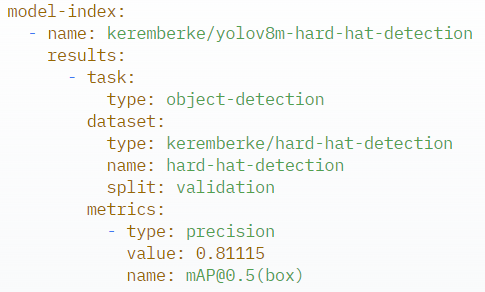 model-index:
  - name: keremberke/yolov8m-hard-hat-detection
    results:
      - task:
          type: object-detection
        dataset:
          type: keremberke/hard-hat-detection
          name: hard-hat-detection
          split: validation
        metrics:
          - type: precision
            value: 0.81115
            name: mAP@0.5(box)